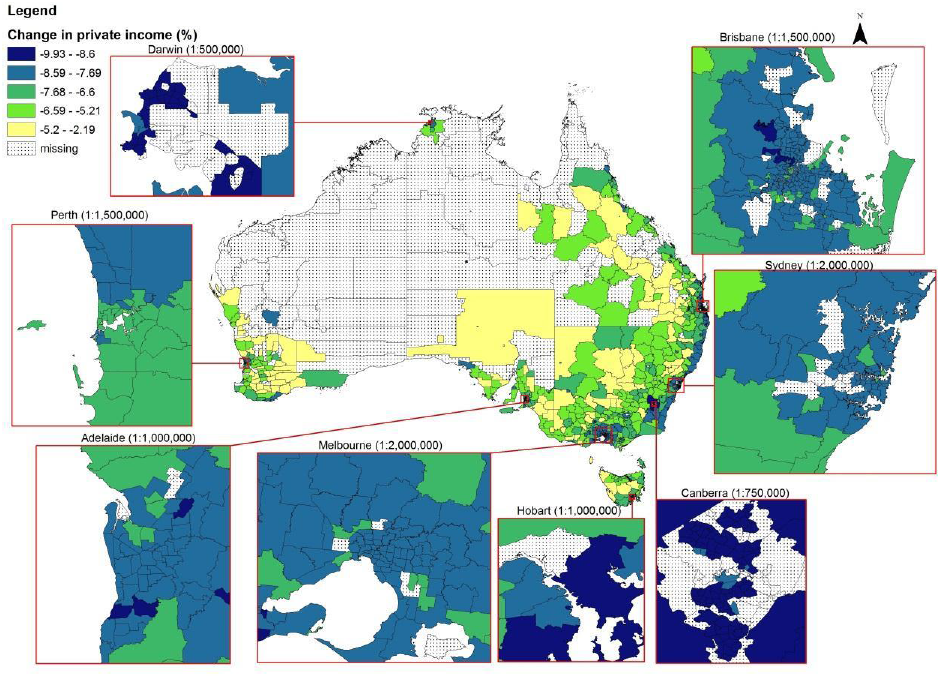 Legend
Change in private income (%)
-9.93 - -8.6
-8.59 - -7.69
-7.68 - -6.6
-6.59 - -5.21
-5.2 - -2.19
missing
Darwin (1:500,000)
N
Brisbane (1:1,500,000)
Perth (1:1,500,000)
Sydney (1:2,000,000)
Adelaide (1:1,000,000)
Melbourne (1:2,000,000)
Hobart (1:1,000,000)
Canberra (1:750,000)